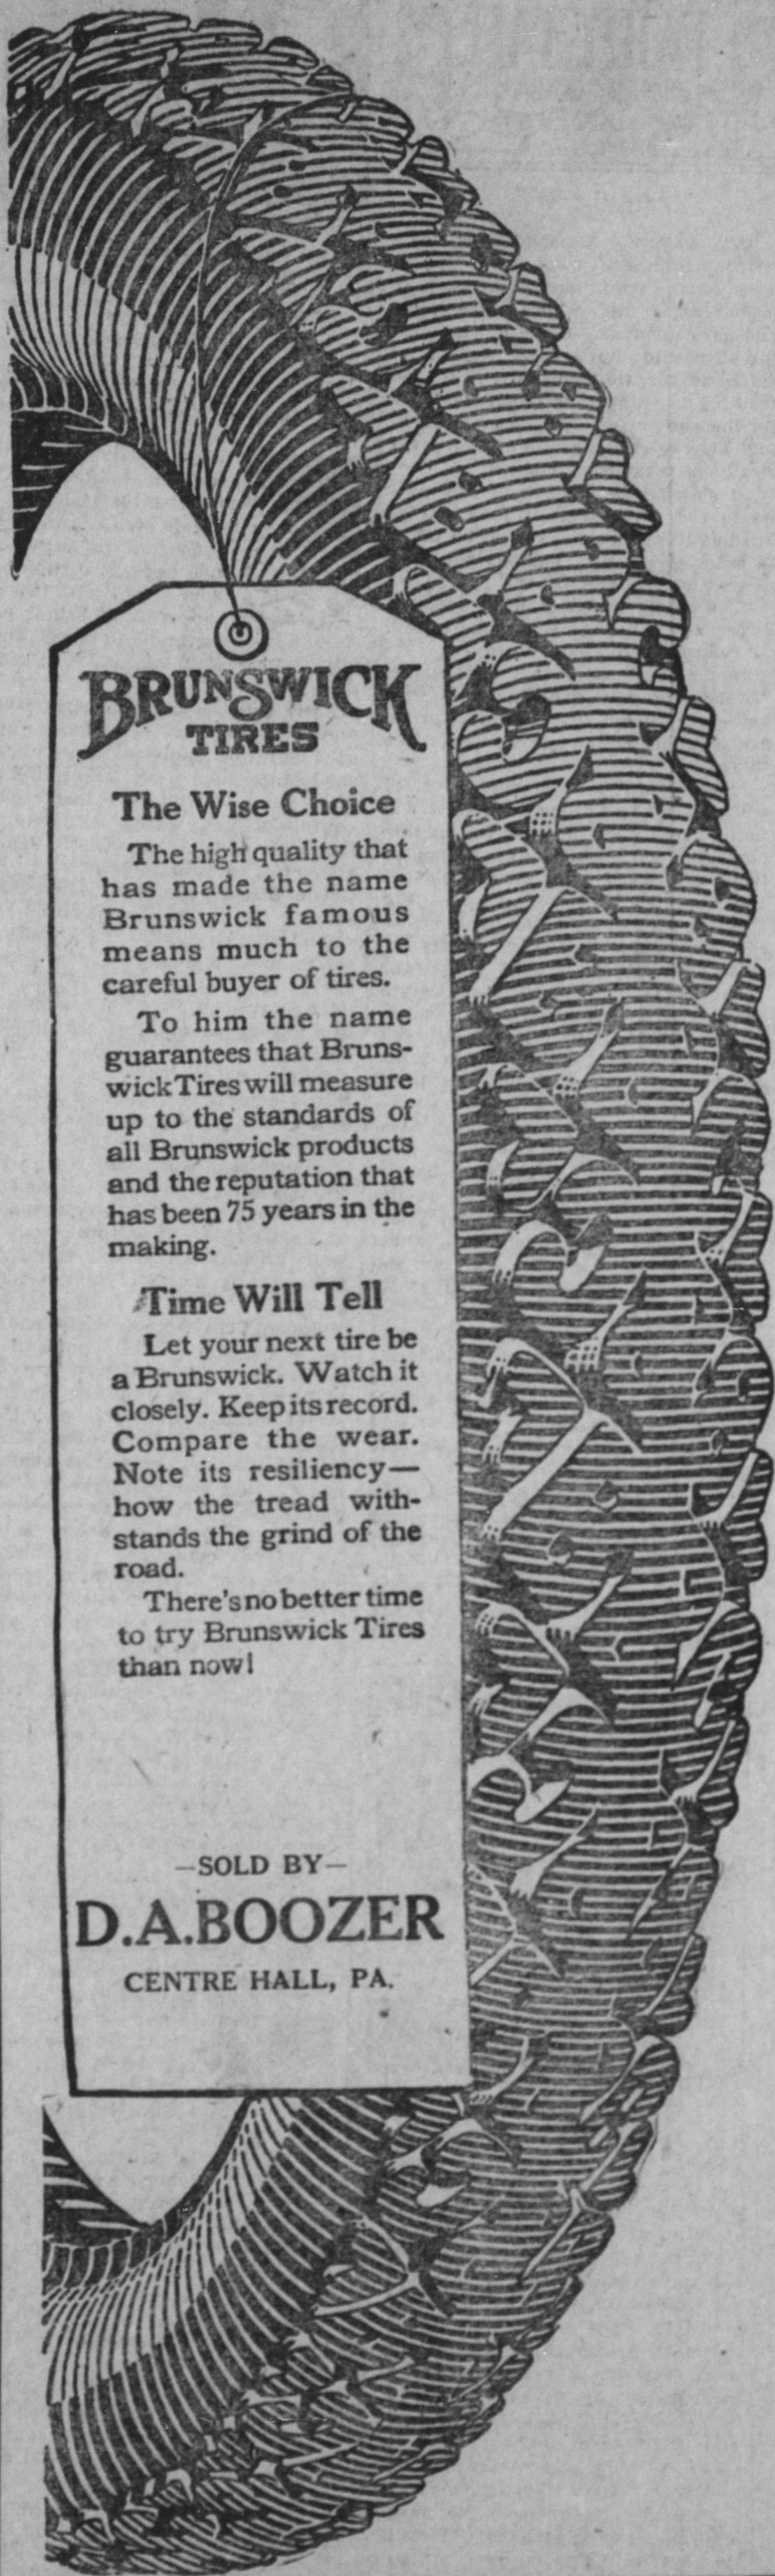 BRUNSWICK
TIRES
The Wise Choice
The high quality that
has made the name
Brunswick famous
means much to the
careful buyer of tires.
To him the name
guarantees that Bruns-
wick Tires will measure
up to the standards of
all Brunswick products
and the reputation that
has been 75 years in the
making.
Time Will Tell
Let your next tire be
a Brunswick. Watch it
closely. Keep its record.
Compare the wear.
Note its resiliency—
how the tread with-
stands the grind of the
road.
There's no better time
to try Brunswick Tires
than now!
—SOLD BY—
D.A.BOOZER
CENTRE HALL, PA.